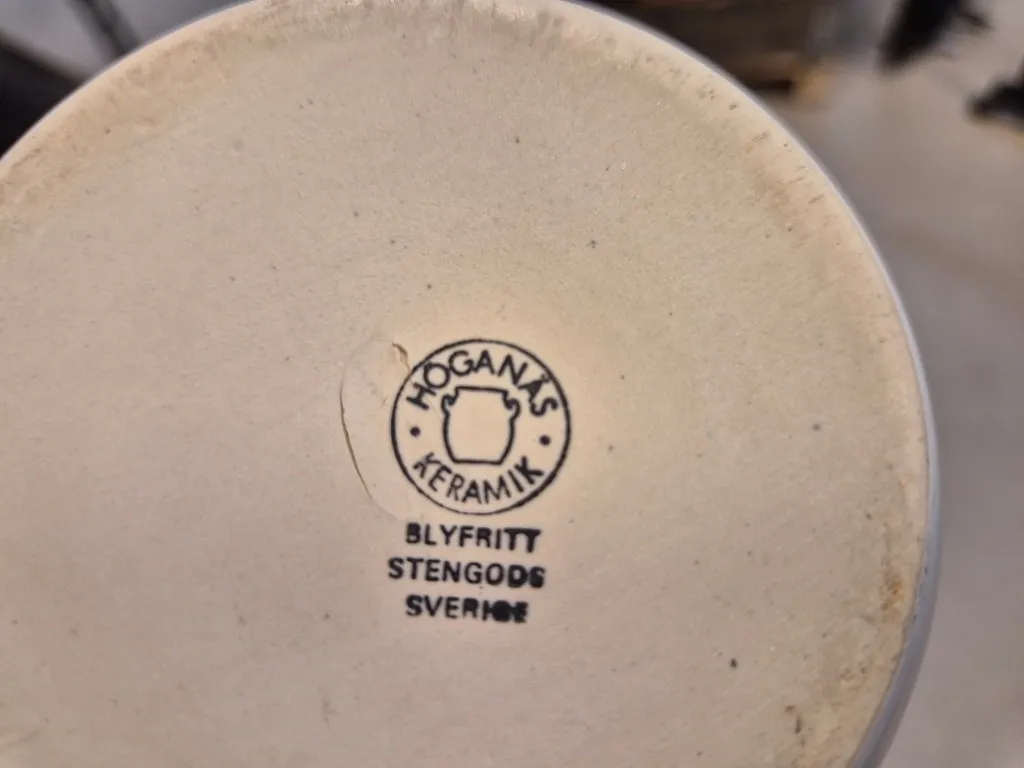 HÖGANÄS
KERAMIK
BLYFRITT
STENGODS
SVERIGE